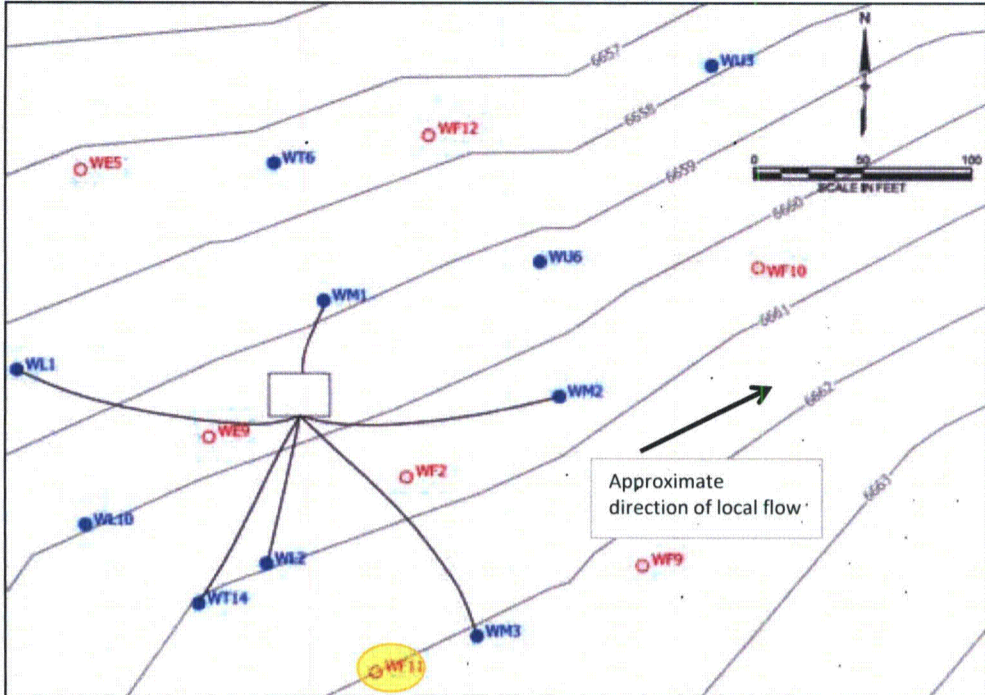 N
6657
WU3
WF12
6658
WE5
WT6
0 50 100
SCALE IN FEET
6659
6660
WU6
WF10
WM1
6661
WL1
WM2
6662
WE9
WF2
Approximate
direction of local flow
6663
WL10
WL2
WF9
WT14
WM3
WF11